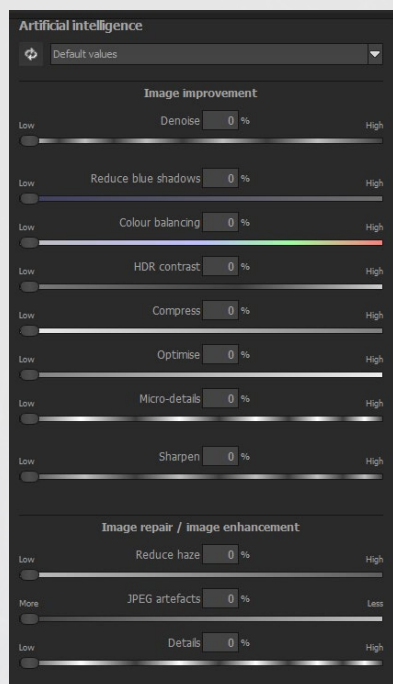 Artificial intelligence
Default values
Image improvement
Low Denoise 0 % High
Low Reduce blue shadows 0 % High
Low Colour balancing 0 % High
Low HDR contrast 0 % High
Low Compress 0 % High
Low Optimise 0 % High
Low Micro-details 0 % High
Low Sharpen 0 % High
Image repair / image enhancement
Low Reduce haze 0 % High
More JPEG artefacts 0 % Less
Low Details 0 % High